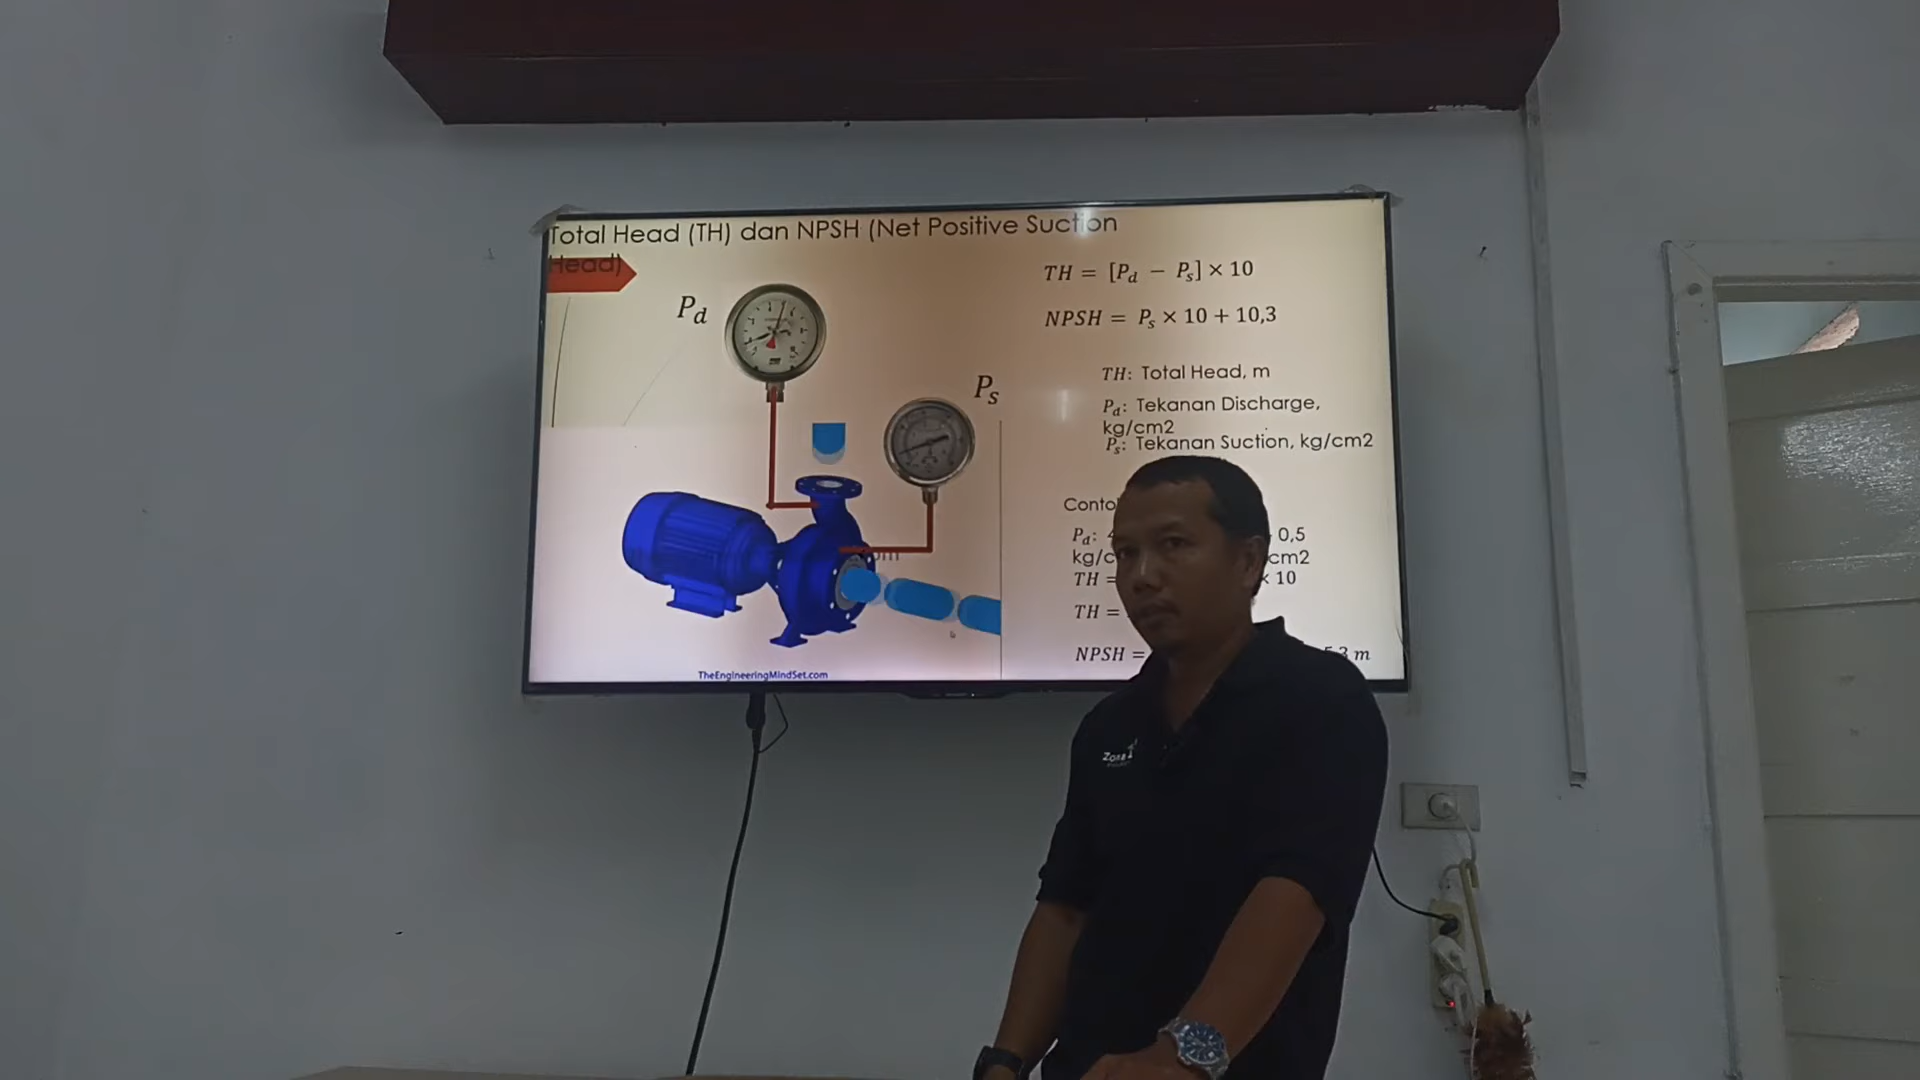 Total Head (TH) dan NPSH (Net Positive Suction
Head)
TH = [Pd − Ps] × 10
NPSH = Ps × 10 + 10,3
Pd
Ps
TH: Total Head, m
Pd: Tekanan Discharge,
kg/cm2
Ps: Tekanan Suction, kg/cm2
Pd:
0,5
cm2
TH =
× 10
TH =
NPSH =
m
TheEngineeringMindSet.com
Zona